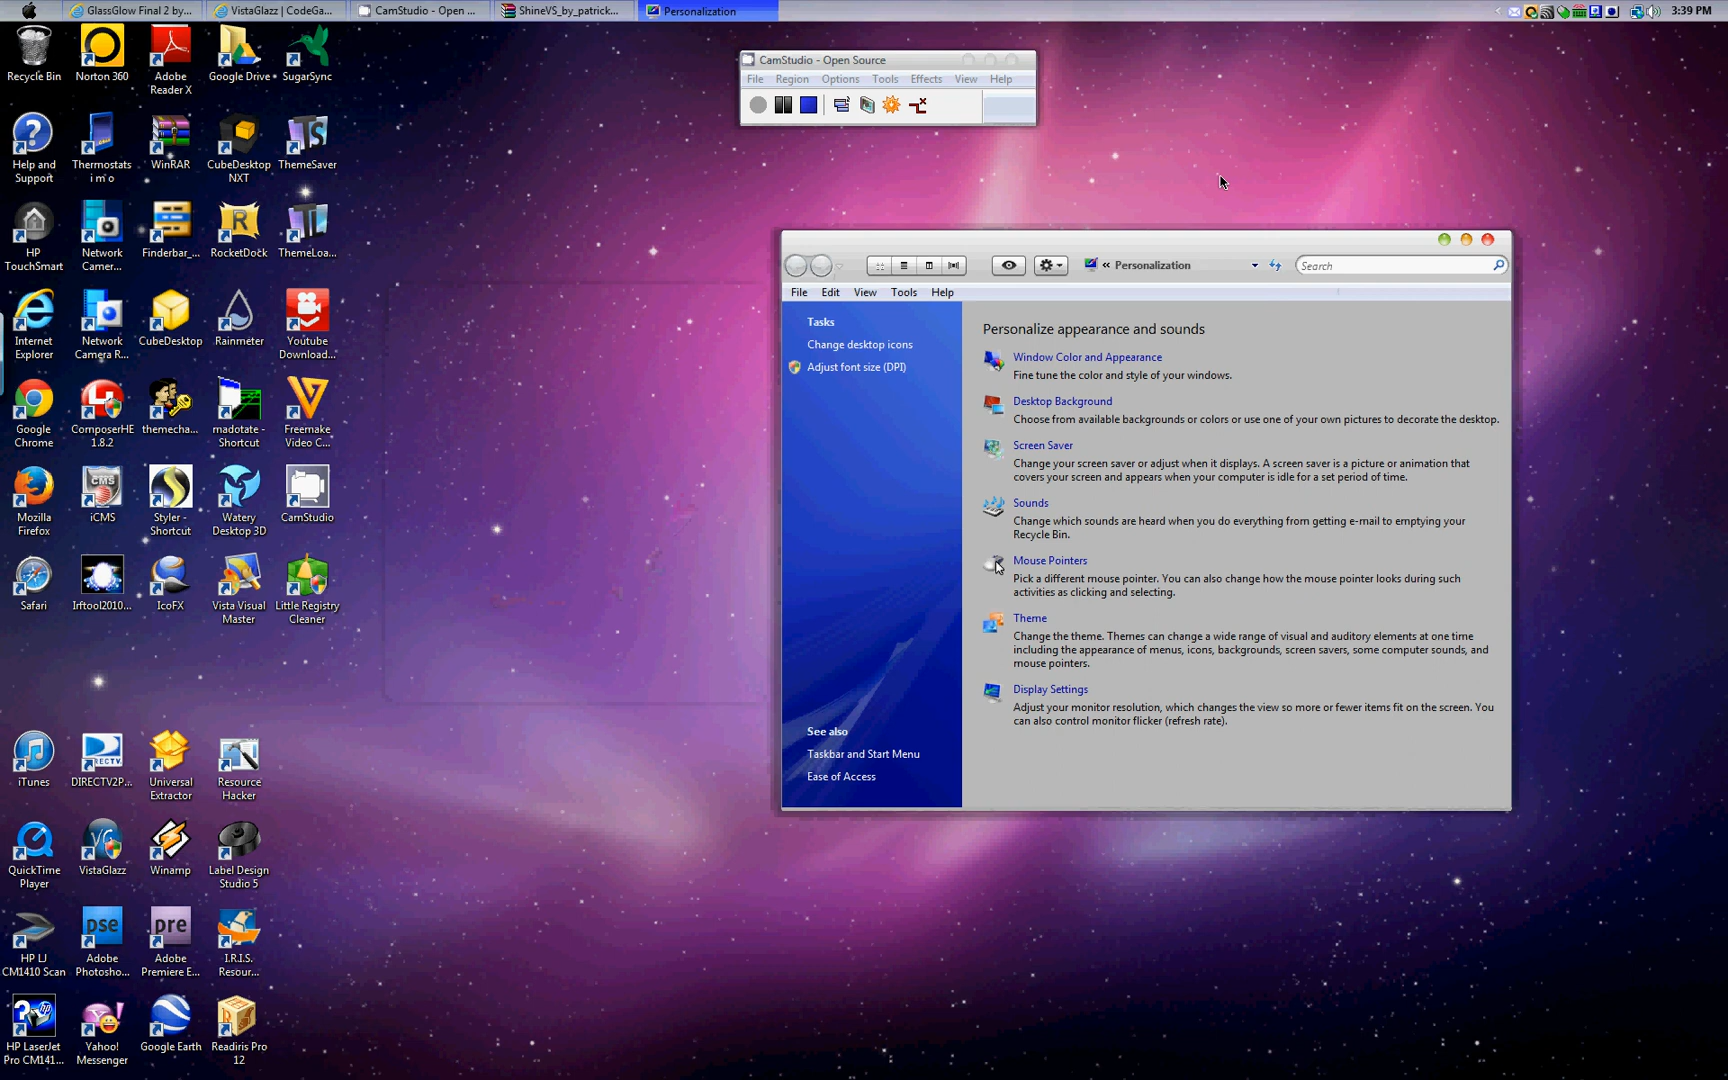 GlassGlow Final 2 by...
VistaGlazz | CodeGa...
CamStudio - Open ...
ShineVS_by_patrick...
Personalization
3:39 PM
Recycle Bin
Norton 360
Adobe
Reader X
Google Drive
SugarSync
Help and
Support
Thermostats
i m o
WinRAR
CubeDesktop
NXT
ThemeSaver
HP
TouchSmart
Network
Camer...
Finderbar_...
RocketDock
ThemeLoa...
Internet
Explorer
Network
Camera R...
CubeDesktop
Rainmeter
Youtube
Download...
Google
Chrome
ComposerHE
1.8.2
themecha...
madotate -
Shortcut
Freemake
Video C...
Mozilla
Firefox
iCMS
Styler -
Shortcut
Watery
Desktop 3D
CamStudio
Safari
Irftool2010...
IcoFX
Vista Visual
Master
Little Registry
Cleaner
iTunes
DIRECTV2P...
Universal
Extractor
Resource
Hacker
QuickTime
Player
VistaGlazz
Winamp
Label Design
Studio 5
HP LJ
CM1410 Scan
Adobe
Photosho...
Adobe
Premiere E...
I.R.I.S.
Resour...
HP LaserJet
Pro CM141...
Yahoo!
Messenger
Google Earth
Readiris Pro
12
CamStudio - Open Source
File Region Options Tools Effects View Help
« Personalization
Search
File Edit View Tools Help
Tasks
Change desktop icons
Adjust font size (DPI)
See also
Taskbar and Start Menu
Ease of Access
Personalize appearance and sounds
Window Color and Appearance
Fine tune the color and style of your windows.
Desktop Background
Choose from available backgrounds or colors or use one of your own pictures to decorate the desktop.
Screen Saver
Change your screen saver or adjust when it displays. A screen saver is a picture or animation that
covers your screen and appears when your computer is idle for a set period of time.
Sounds
Change which sounds are heard when you do everything from getting e-mail to emptying your
Recycle Bin.
Mouse Pointers
Pick a different mouse pointer. You can also change how the mouse pointer looks during such
activities as clicking and selecting.
Theme
Change the theme. Themes can change a wide range of visual and auditory elements at one time
including the appearance of menus, icons, backgrounds, screen savers, some computer sounds, and
mouse pointers.
Display Settings
Adjust your monitor resolution, which changes the view so more or fewer items fit on the screen. You
can also control monitor flicker (refresh rate).